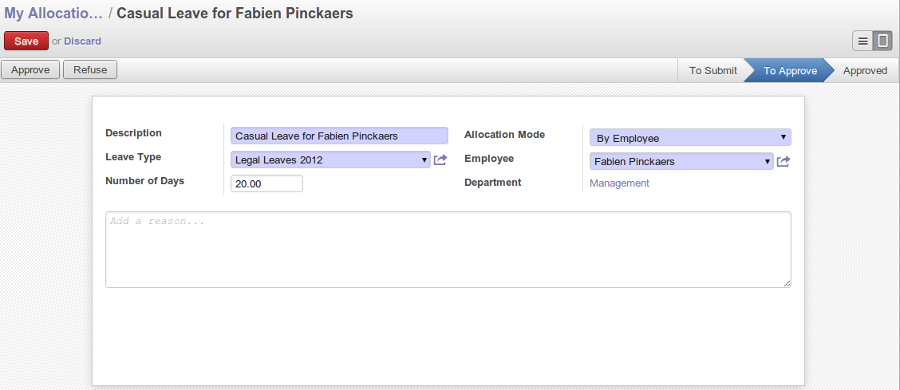 My Allocatio... / Casual Leave for Fabien Pinckaers
Save or Discard
Approve Refuse To Submit To Approve Approved
Description Casual Leave for Fabien Pinckaers Allocation Mode By Employee
Leave Type Legal Leaves 2012 Employee Fabien Pinckaers
Number of Days 20.00 Department Management
Add a reason...